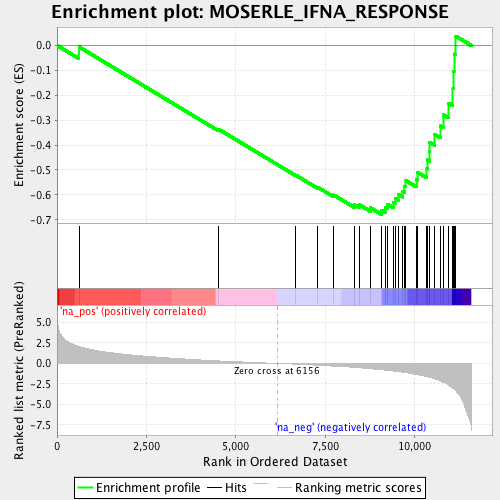 Enrichment plot: MOSERLE_IFNA_RESPONSE
Enrichment score (ES)
0.0
-0.1
-0.2
-0.3
-0.4
-0.5
-0.6
-0.7
'na_pos' (positively correlated)
Ranked list metric (PreRanked)
5.0
2.5
0.0
-2.5
-5.0
-7.5
Zero cross at 6156
'na_neg' (negatively correlated)
0
2,500
5,000
7,500
10,000
Rank in Ordered Dataset
Enrichment profile
Hits
Ranking metric scores